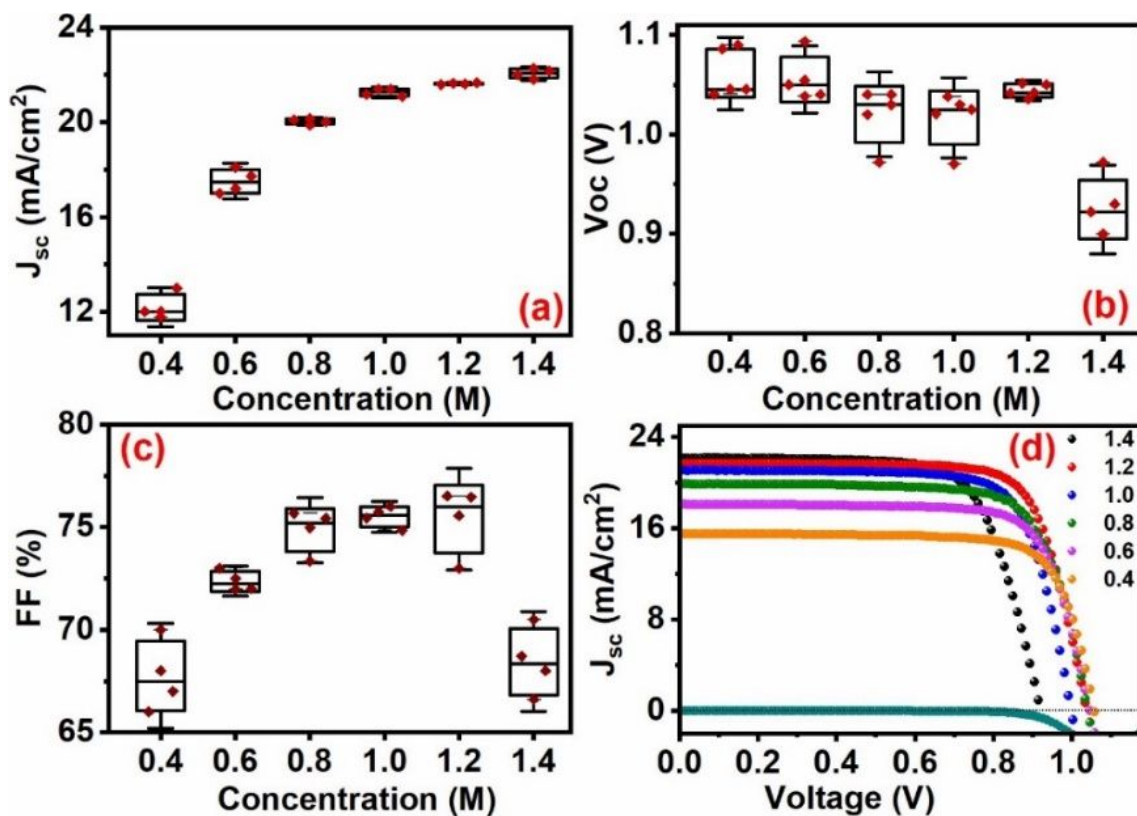 24
20
16
12
J_sc (mA/cm²)
(a)
0.4 0.6 0.8 1.0 1.2 1.4
Concentration (M)
1.1
1.0
0.9
0.8
Voc (V)
(b)
0.4 0.6 0.8 1.0 1.2 1.4
Concentration (M)
80
75
70
65
FF (%)
(c)
0.4 0.6 0.8 1.0 1.2 1.4
Concentration (M)
24
16
8
0
J_sc (mA/cm²)
(d)
1.4
1.2
1.0
0.8
0.6
0.4
0.0 0.2 0.4 0.6 0.8 1.0
Voltage (V)